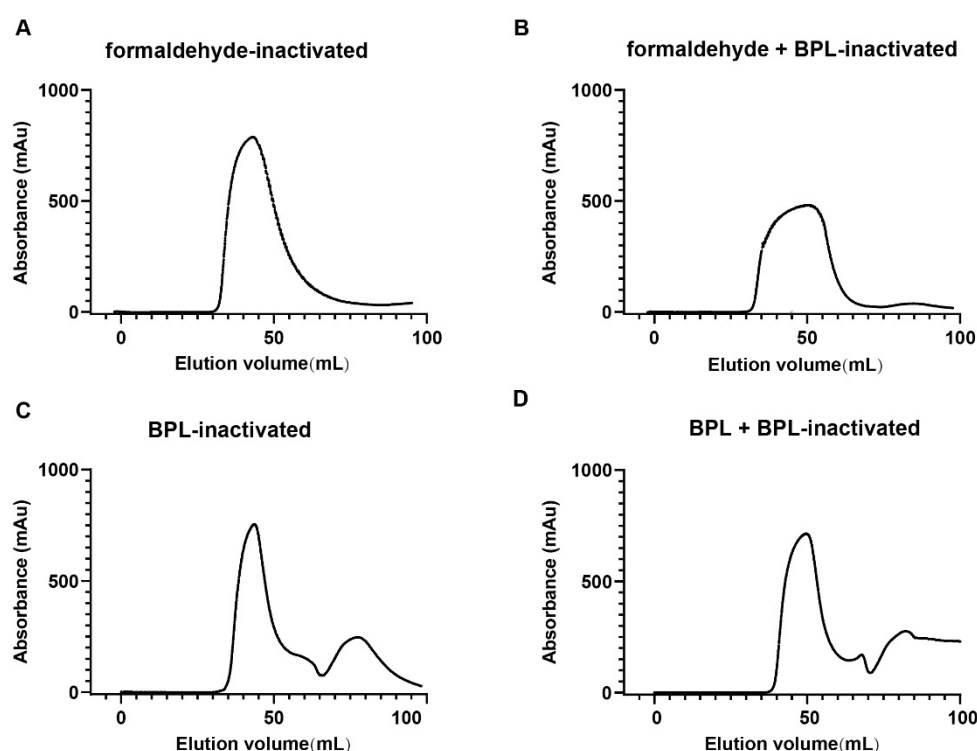 A
formaldehyde-inactivated
1000
500
0
Absorbance (mAu)
0
50
100
Elution volume(mL)
B
formaldehyde + BPL-inactivated
1000
500
0
Absorbance (mAu)
0
50
100
Elution volume(mL)
C
BPL-inactivated
1000
500
0
Absorbance (mAu)
0
50
100
Elution volume(mL)
D
BPL + BPL-inactivated
1000
500
0
Absorbance (mAu)
0
50
100
Elution volume(mL)